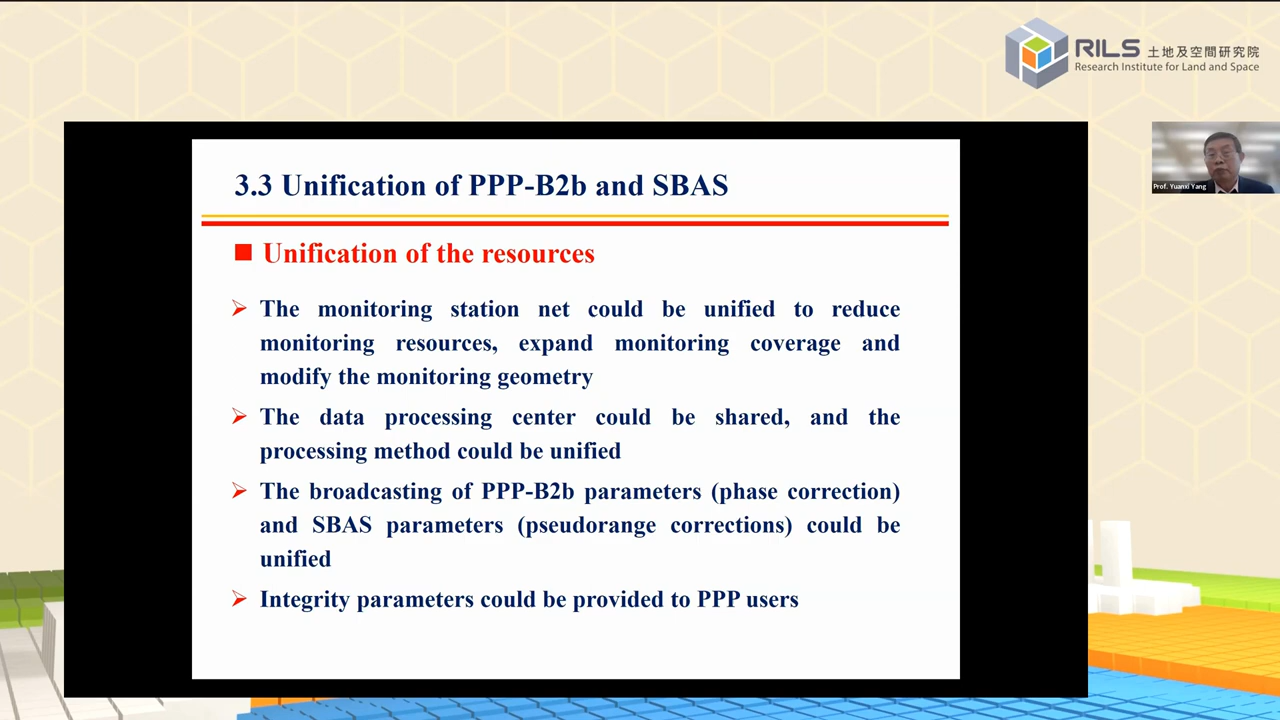 RILS 土地及空間研究院
Research Institute for Land and Space
Prof. Yuanxi Yang
3.3 Unification of PPP-B2b and SBAS
Unification of the resources
The monitoring station net could be unified to reduce
monitoring resources, expand monitoring coverage and
modify the monitoring geometry
The data processing center could be shared, and the
processing method could be unified
The broadcasting of PPP-B2b parameters (phase correction)
and SBAS parameters (pseudorange corrections) could be
unified
Integrity parameters could be provided to PPP users